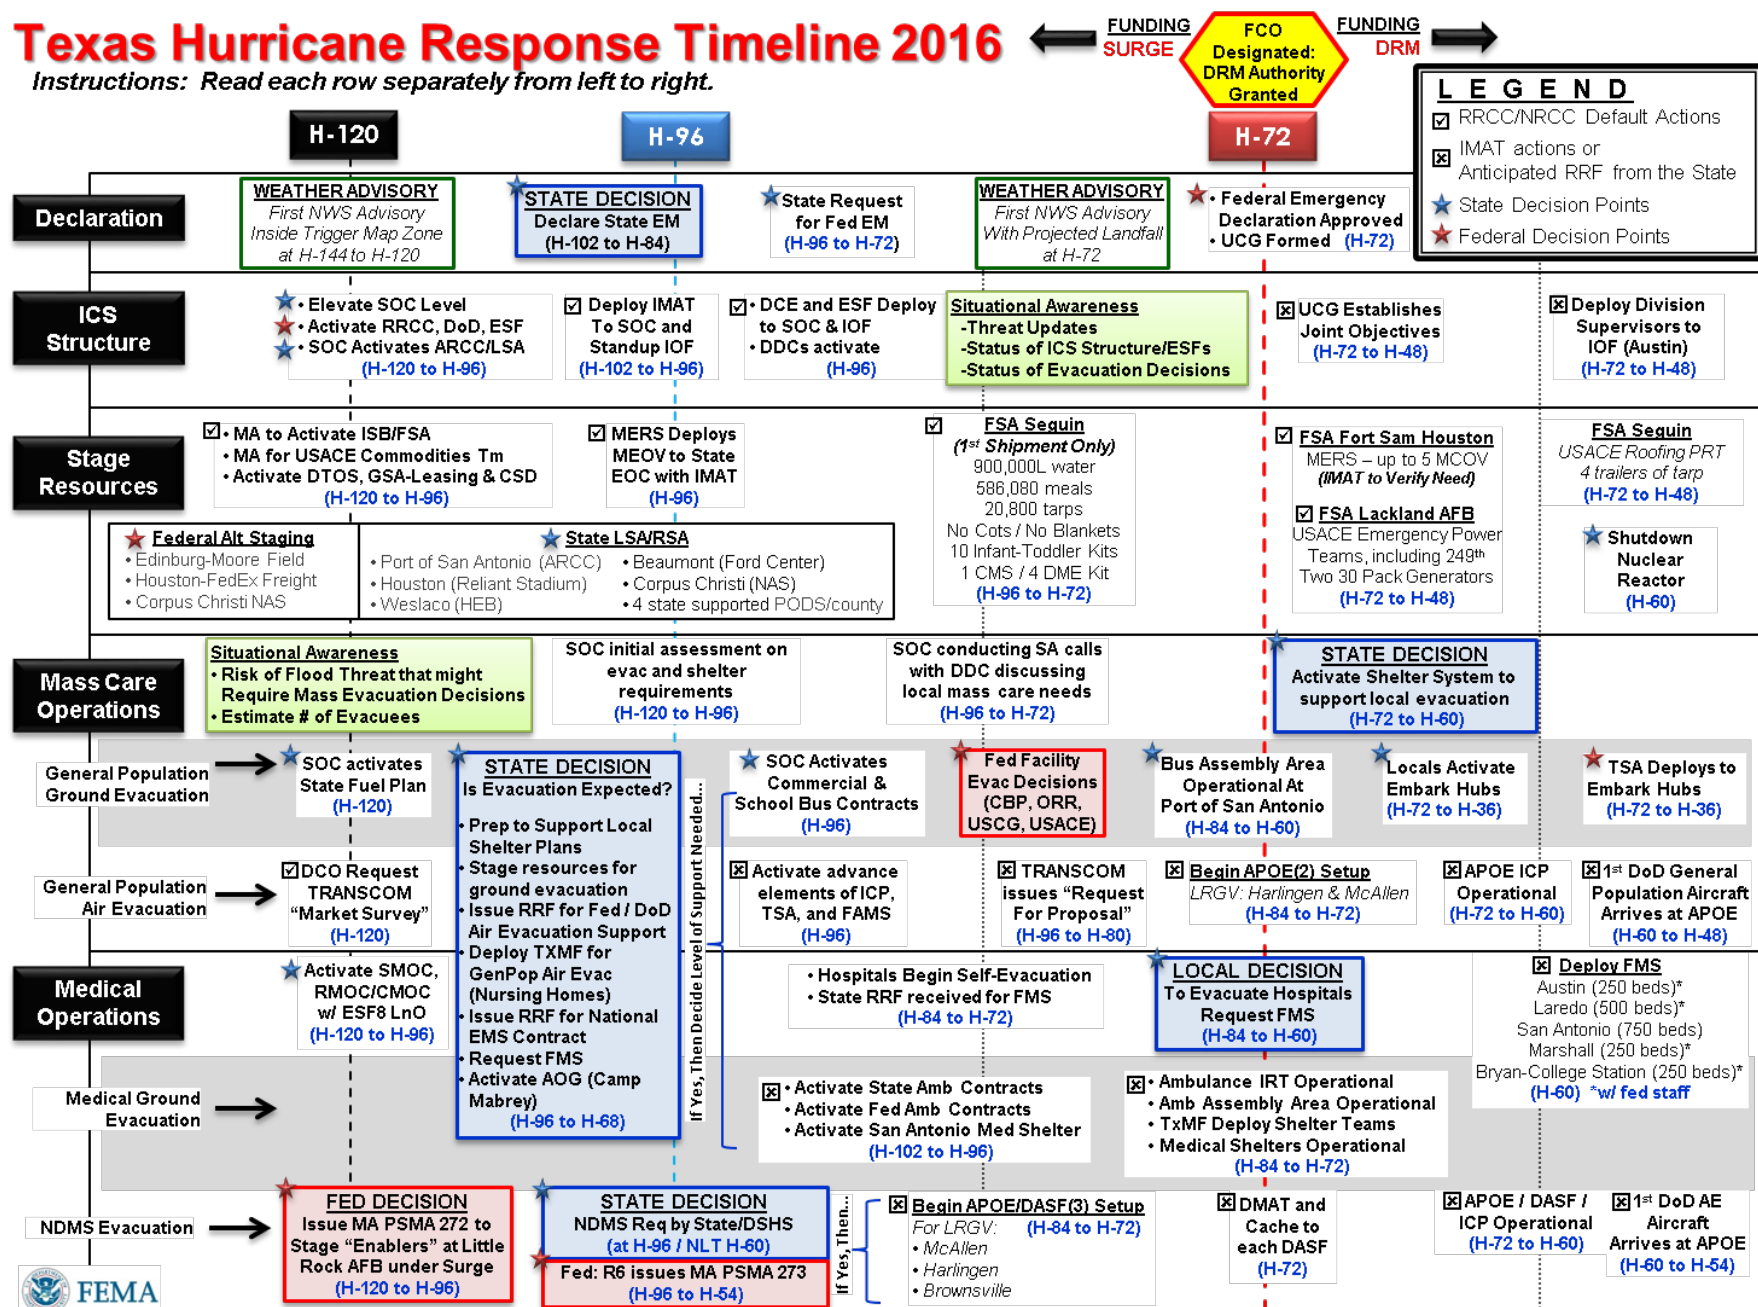 Texas Hurricane Response Timeline 2016
Instructions: Read each row separately from left to right.
FUNDING
SURGE
FCO
Designated:
DRM Authority
Granted
FUNDING
DRM
LEGEND
RRCC/NRCC Default Actions
IMAT actions or
Anticipated RRF from the State
State Decision Points
Federal Decision Points
H-120
H-96
H-72
Declaration
WEATHER ADVISORY
First NWS Advisory
Inside Trigger Map Zone
at H-144 to H-120
STATE DECISION
Declare State EM
(H-102 to H-84)
State Request
for Fed EM
(H-96 to H-72)
WEATHER ADVISORY
First NWS Advisory
With Projected Landfall
at H-72
• Federal Emergency
Declaration Approved
• UCG Formed (H-72)
ICS
Structure
• Elevate SOC Level
• Activate RRCC, DoD, ESF
• SOC Activates ARCC/LSA
(H-120 to H-96)
Deploy IMAT
To SOC and
Standup IOF
(H-102 to H-96)
• DCE and ESF Deploy
to SOC & IOF
• DDCs activate
(H-96)
Situational Awareness
-Threat Updates
-Status of ICS Structure/ESFs
-Status of Evacuation Decisions
UCG Establishes
Joint Objectives
(H-72 to H-48)
Deploy Division
Supervisors to
IOF (Austin)
(H-72 to H-48)
Stage
Resources
• MA to Activate ISB/FSA
• MA for USACE Commodities Tm
• Activate DTOS, GSA-Leasing & CSD
(H-120 to H-96)
MERS Deploys
MEOV to State
EOC with IMAT
(H-96)
FSA Seguin
(1st Shipment Only)
900,000L water
586,080 meals
20,800 tarps
No Cots / No Blankets
10 Infant-Toddler Kits
1 CMS / 4 DME Kit
(H-96 to H-72)
FSA Fort Sam Houston
MERS – up to 5 MCOV
(IMAT to Verify Need)
FSA Lackland AFB
USACE Emergency Power
Teams, including 249th
Two 30 Pack Generators
(H-72 to H-48)
FSA Seguin
USACE Roofing PRT
4 trailers of tarp
(H-72 to H-48)
Shutdown
Nuclear
Reactor
(H-60)
Federal Alt Staging
• Edinburg-Moore Field
• Houston-FedEx Freight
• Corpus Christi NAS
State LSA/RSA
• Port of San Antonio (ARCC)
• Houston (Reliant Stadium)
• Weslaco (HEB)
• Beaumont (Ford Center)
• Corpus Christi (NAS)
• 4 state supported PODS/county
Mass Care
Operations
Situational Awareness
• Risk of Flood Threat that might
Require Mass Evacuation Decisions
• Estimate # of Evacuees
SOC initial assessment on
evac and shelter
requirements
(H-120 to H-96)
SOC conducting SA calls
with DDC discussing
local mass care needs
(H-96 to H-72)
STATE DECISION
Activate Shelter System to
support local evacuation
(H-72 to H-60)
General Population
Ground Evacuation
SOC activates
State Fuel Plan
(H-120)
STATE DECISION
Is Evacuation Expected?
• Prep to Support Local
Shelter Plans
• Stage resources for
ground evacuation
• Issue RRF for Fed / DoD
Air Evacuation Support
• Deploy TXMF for
GenPop Air Evac
(Nursing Homes)
• Issue RRF for National
EMS Contract
• Request FMS
• Activate AOG (Camp
Mabrey)
(H-96 to H-68)
If Yes, Then Decide Level of Support Needed...
SOC Activates
Commercial &
School Bus Contracts
(H-96)
Fed Facility
Evac Decisions
(CBP, ORR,
USCG, USACE)
Bus Assembly Area
Operational At
Port of San Antonio
(H-84 to H-60)
Locals Activate
Embark Hubs
(H-72 to H-36)
TSA Deploys to
Embark Hubs
(H-72 to H-36)
General Population
Air Evacuation
DCO Request
TRANSCOM
“Market Survey”
(H-120)
Activate advance
elements of ICP,
TSA, and FAMS
(H-96)
TRANSCOM
issues “Request
For Proposal”
(H-96 to H-80)
Begin APOE(2) Setup
LRGV: Harlingen & McAllen
(H-84 to H-72)
APOE ICP
Operational
(H-72 to H-60)
1st DoD General
Population Aircraft
Arrives at APOE
(H-60 to H-48)
Medical
Operations
Activate SMOC,
RMOC/CMOC
w/ ESF8 LnO
(H-120 to H-96)
• Hospitals Begin Self-Evacuation
• State RRF received for FMS
(H-84 to H-72)
LOCAL DECISION
To Evacuate Hospitals
Request FMS
(H-84 to H-60)
Deploy FMS
Austin (250 beds)*
Laredo (500 beds)*
San Antonio (750 beds)
Marshall (250 beds)*
Bryan-College Station (250 beds)*
(H-60) *w/ fed staff
Medical Ground
Evacuation
• Activate State Amb Contracts
• Activate Fed Amb Contracts
• Activate San Antonio Med Shelter
(H-102 to H-96)
• Ambulance IRT Operational
• Amb Assembly Area Operational
• TxMF Deploy Shelter Teams
• Medical Shelters Operational
(H-84 to H-72)
NDMS Evacuation
FED DECISION
Issue MA PSMA 272 to
Stage “Enablers” at Little
Rock AFB under Surge
(H-120 to H-96)
STATE DECISION
NDMS Req by State/DSHS
(at H-96 / NLT H-60)
Fed: R6 issues MA PSMA 273
(H-96 to H-54)
If Yes, Then...
Begin APOE/DASF(3) Setup
For LRGV: (H-84 to H-72)
• McAllen
• Harlingen
• Brownsville
DMAT and
Cache to
each DASF
(H-72)
APOE / DASF /
ICP Operational
(H-72 to H-60)
1st DoD AE
Aircraft
Arrives at APOE
(H-60 to H-54)
FEMA